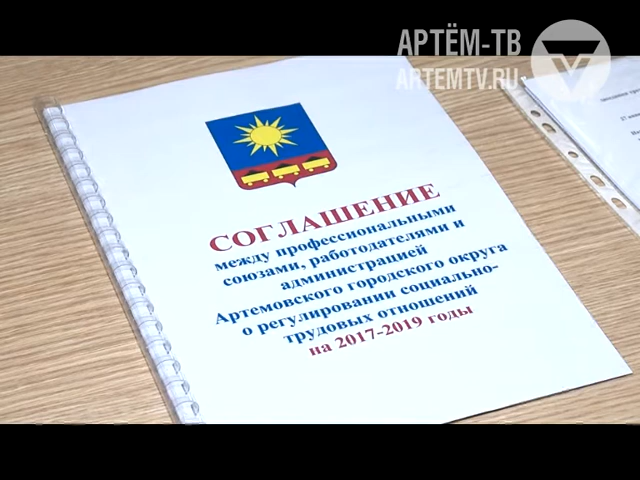 АРТЁМ-ТВ
ARTEMTV.RU
СОГЛАШЕНИЕ
между профессиональными
союзами, работодателями и
администрацией
Артемовского городского округа
о регулировании социально-
трудовых отношений
на 2017-2019 годы